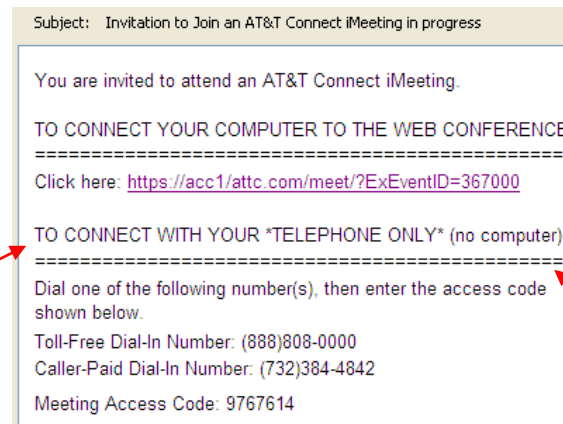 Subject: Invitation to Join an AT&T Connect iMeeting in progress
You are invited to attend an AT&T Connect iMeeting.
TO CONNECT YOUR COMPUTER TO THE WEB CONFERENCE
================================================
Click here: https://acc1/attc.com/meet/?ExEventID=367000
TO CONNECT WITH YOUR *TELEPHONE ONLY* (no computer)
================================================
Dial one of the following number(s), then enter the access code
shown below.
Toll-Free Dial-In Number: (888)808-0000
Caller-Paid Dial-In Number: (732)384-4842
Meeting Access Code: 9767614